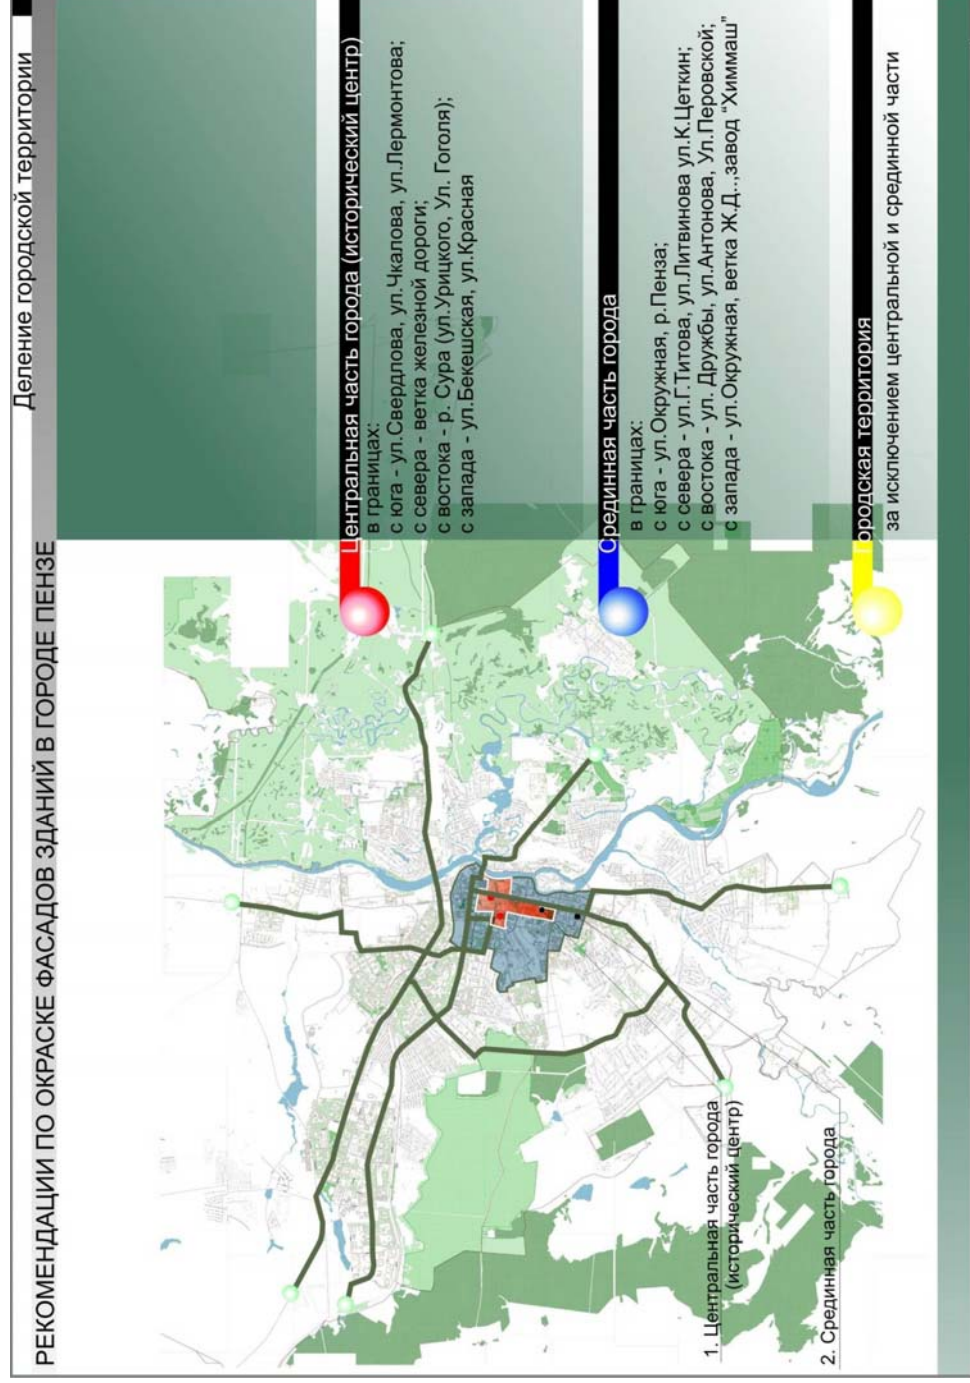 РЕКОМЕНДАЦИИ ПО ОКРАСКЕ ФАСАДОВ ЗДАНИЙ В ГОРОДЕ ПЕНЗЕ
Деление городской территории
Центральная часть города (исторический центр)
в границах:
с юга - ул.Свердлова, ул.Чкалова, ул.Лермонтова;
с севера - ветка железной дороги;
с востока - р. Сура (ул.Урицкого, Ул. Гоголя);
с запада - ул.Бекешская, ул.Красная
Срединная часть города
в границах:
с юга - ул.Окружная, р.Пенза;
с севера - ул.Г.Титова, ул.Литвинова ул.К.Цеткин;
с востока - ул. Дружбы, ул.Антонова, Ул.Перовской;
с запада - ул.Окружная, ветка Ж.Д..,завод "Химмаш"
Городская территория
за исключением центральной и срединной части
1. Центральная часть города
(исторический центр)
2. Срединная часть города